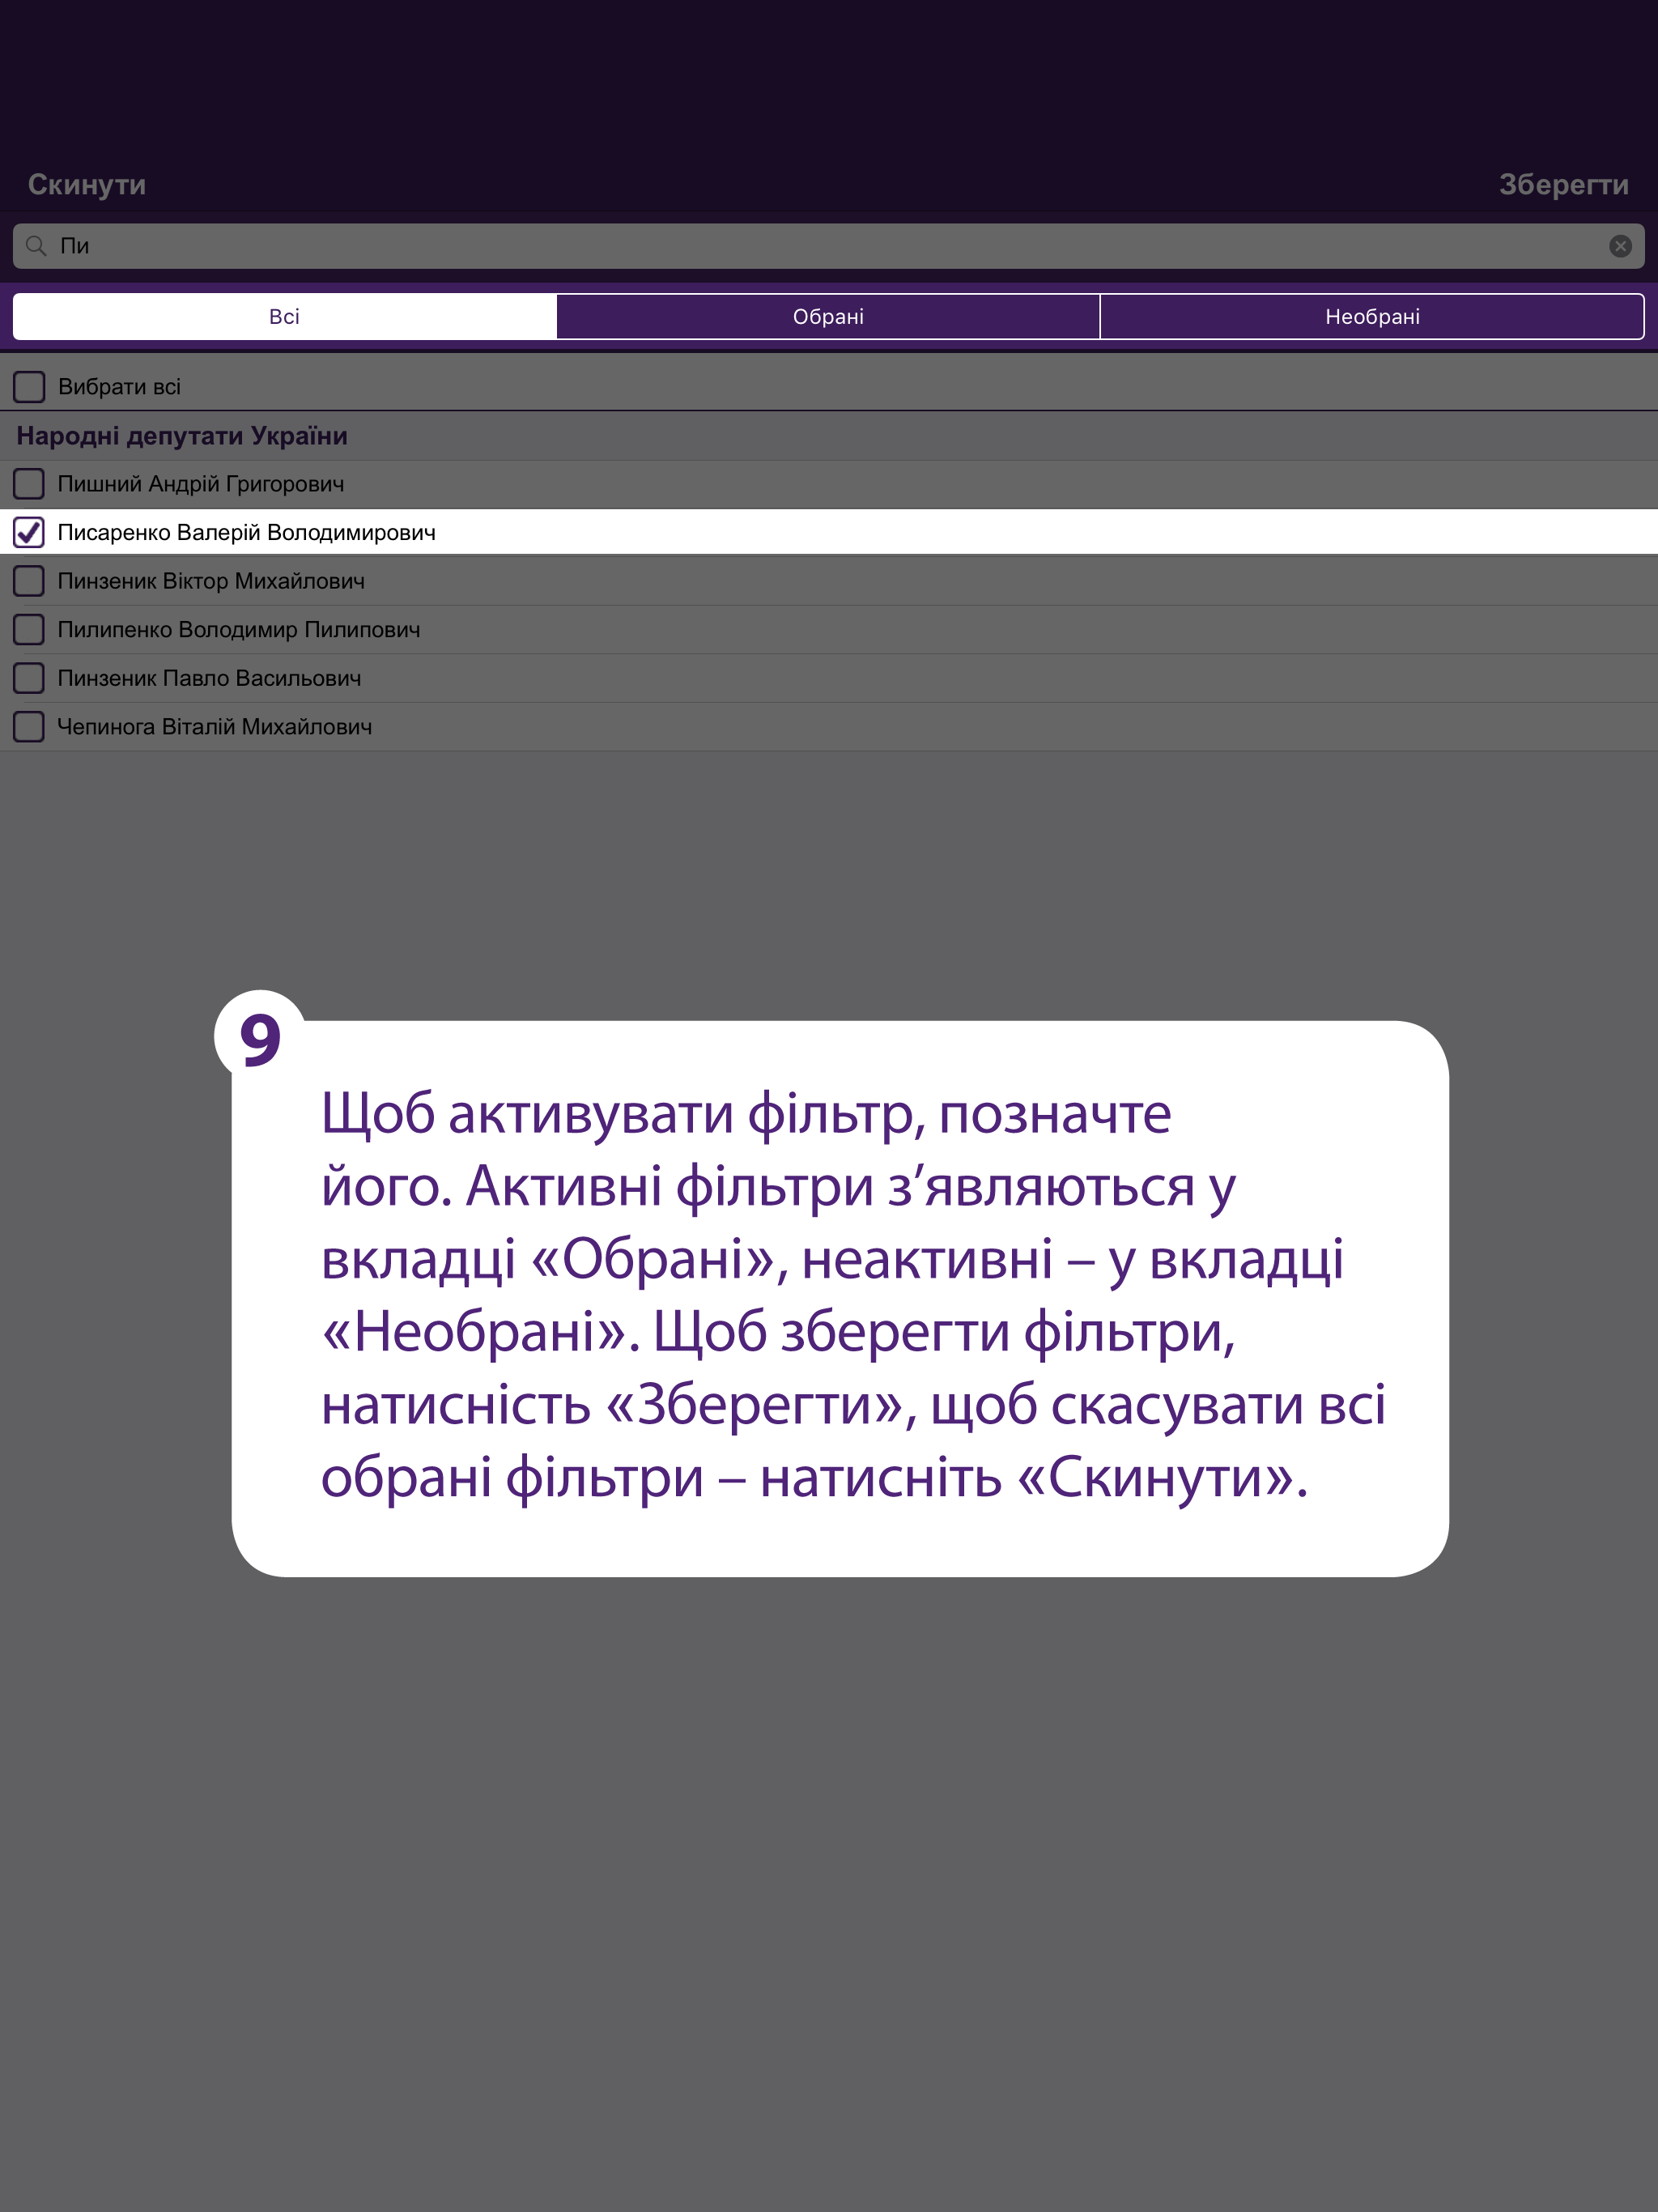 Скинути
Зберегти
Пи
Всі
Обрані
Необрані
Вибрати всі
Народні депутати України
Пишний Андрій Григорович
Писаренко Валерій Володимирович
Пинзеник Віктор Михайлович
Пилипенко Володимир Пилипович
Пинзеник Павло Васильович
Чепинога Віталій Михайлович
9
Щоб активувати фільтр, позначте
його. Активні фільтри з’являються у
вкладці «Обрані», неактивні – у вкладці
«Необрані». Щоб зберегти фільтри,
натисність «Зберегти», щоб скасувати всі
обрані фільтри – натисніть «Скинути».